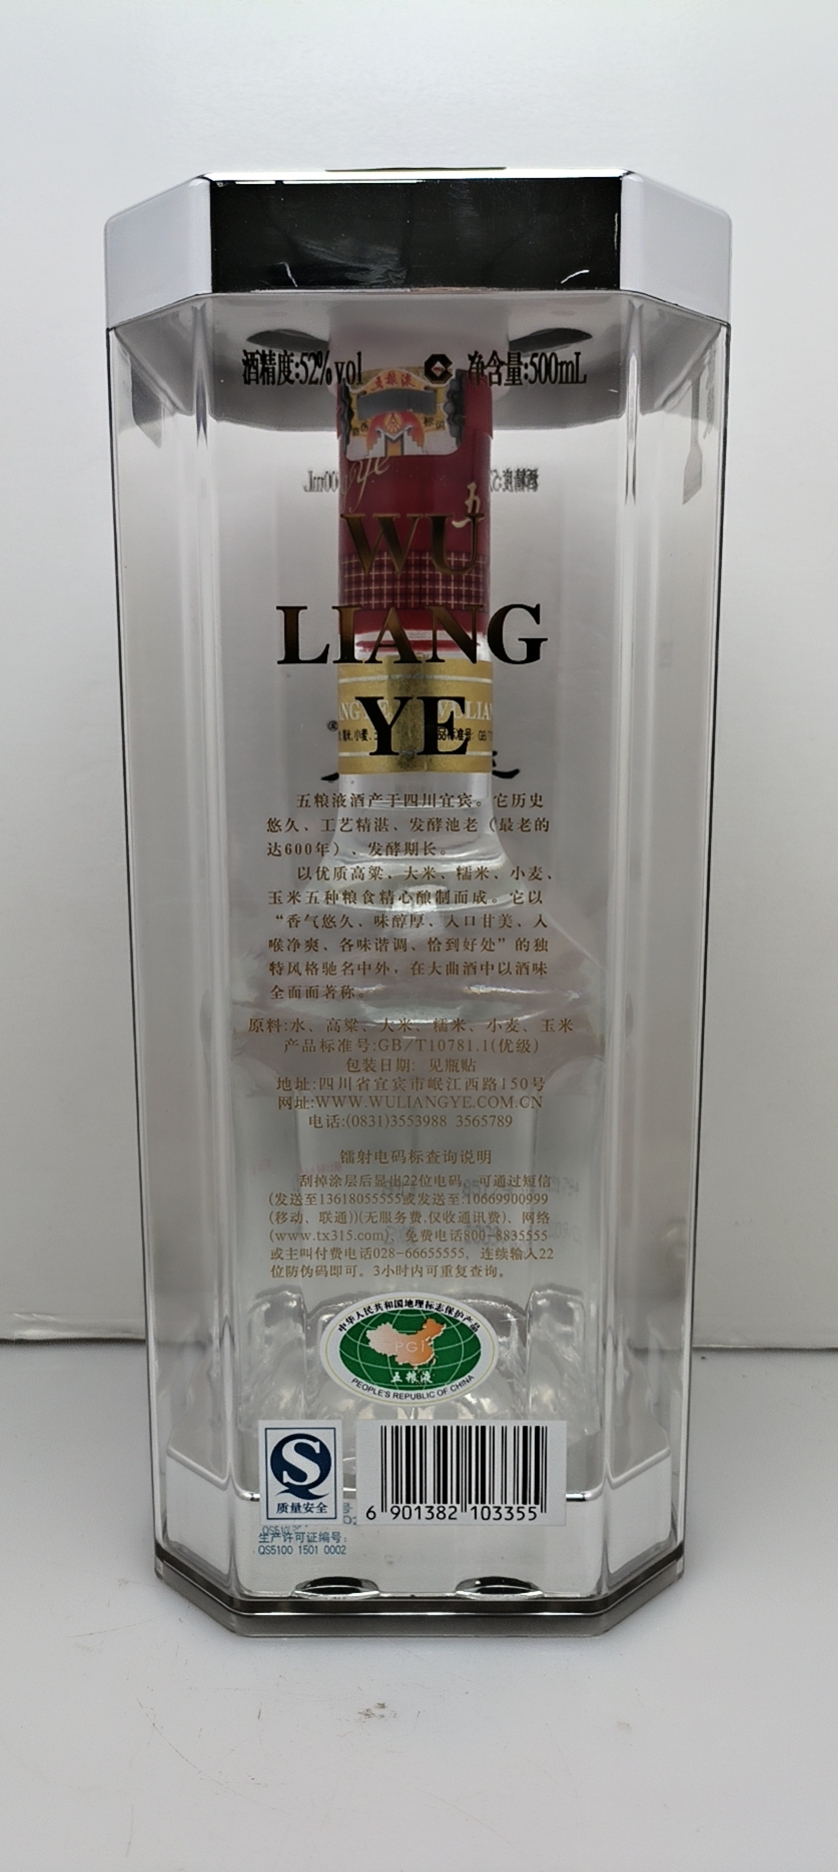 酒精度:52%vol 净含量:500mL
五粮液
五
WU
LIANG
YE
五粮液酒产于四川宜宾。它历史
悠久、工艺精湛、发酵池老（最老的
达600年）、发酵期长。
以优质高粱、大米、糯米、小麦、
玉米五种粮食精心酿制而成。它以
“香气悠久、味醇厚、入口甘美、入
喉净爽、各味谐调、恰到好处”的独
特风格驰名中外，在大曲酒中以酒味
全面而著称。
原料:水、高粱、大米、糯米、小麦、玉米
产品标准号:GB/T10781.1(优级)
包装日期: 见瓶贴
地址:四川省宜宾市岷江西路150号
网址:WWW.WULIANGYE.COM.CN
电话:(0831)3553988 3565789
镭射电码标查询说明
刮掉涂层后显出22位电码，可通过短信
(发送至13618055555或发送至:10669900999
(移动、联通))(无服务费,仅收通讯费)、网络
(www.tx315.com)、免费电话800-8835555
或主叫付费电话028-66655555，连续输入22
位防伪码即可。3小时内可重复查询。
中华人民共和国地理标志保护产品
PGI
五粮液
PEOPLE'S REPUBLIC OF CHINA
质量安全
6 901382 103355
生产许可证编号:
QS5100 1501 0002